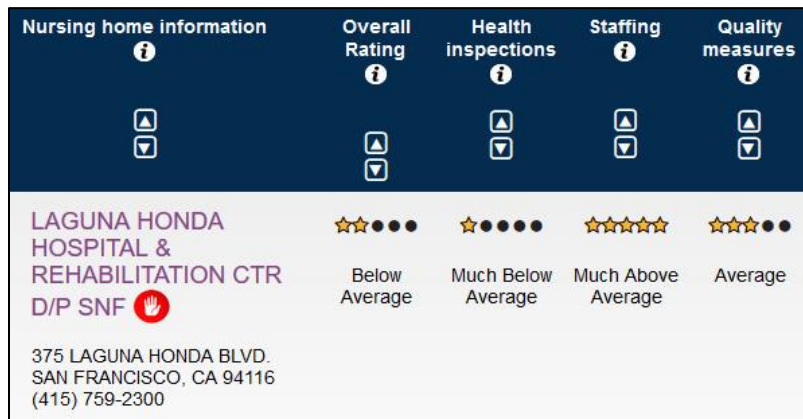 Nursing home information
Overall Rating
Health inspections
Staffing
Quality measures
LAGUNA HONDA
HOSPITAL &
REHABILITATION CTR
D/P SNF
Below Average
Much Below Average
Much Above Average
Average
375 LAGUNA HONDA BLVD.
SAN FRANCISCO, CA 94116
(415) 759-2300